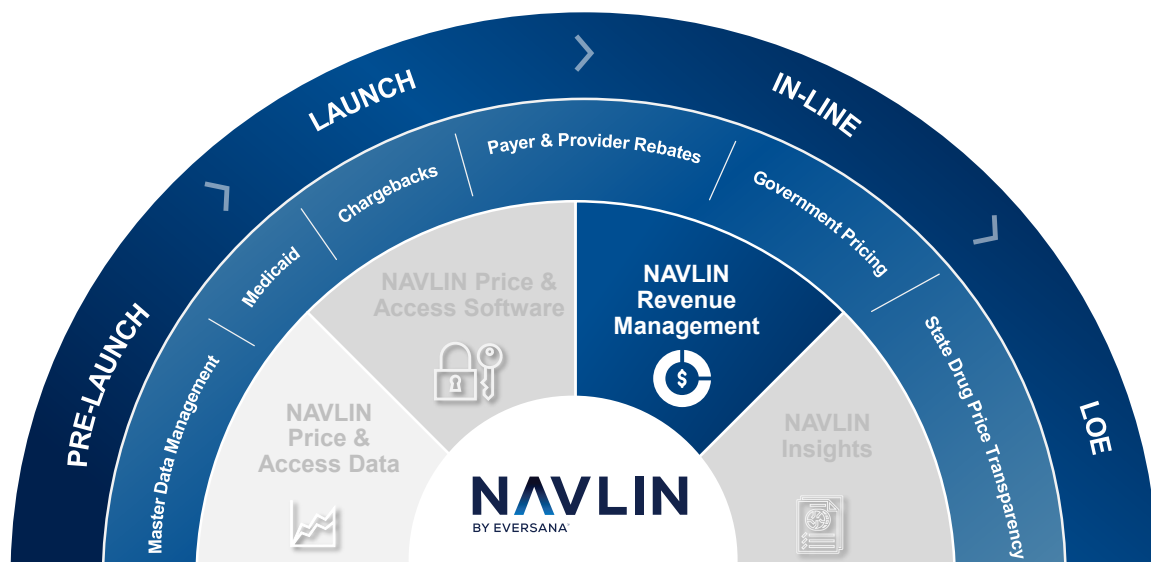 PRE-LAUNCH
LAUNCH
IN-LINE
LOE
Master Data Management
Medicaid
Chargebacks
Payer & Provider Rebates
Government Pricing
State Drug Price Transparency
NAVLIN
Price &
Access Data
NAVLIN Price &
Access Software
NAVLIN
Revenue
Management
$
NAVLIN
Insights
NAVLIN
BY EVERSANA